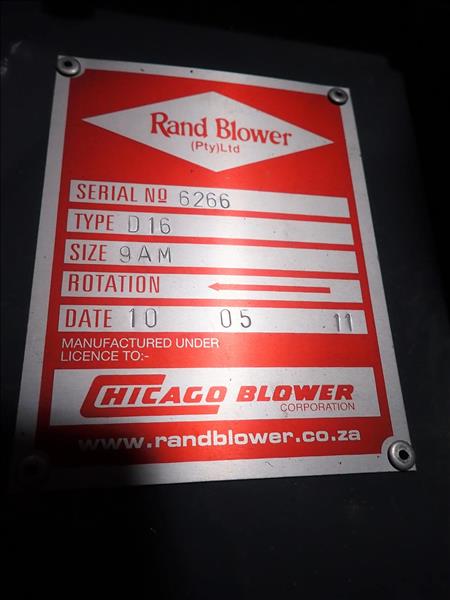 Rand Blower
(Pty)Ltd
SERIAL NO 6266
TYPE D16
SIZE 9AM
ROTATION
DATE 10 05 11
MANUFACTURED UNDER
LICENCE TO:-
CHICAGO BLOWER
CORPORATION
www.randblower.co.za